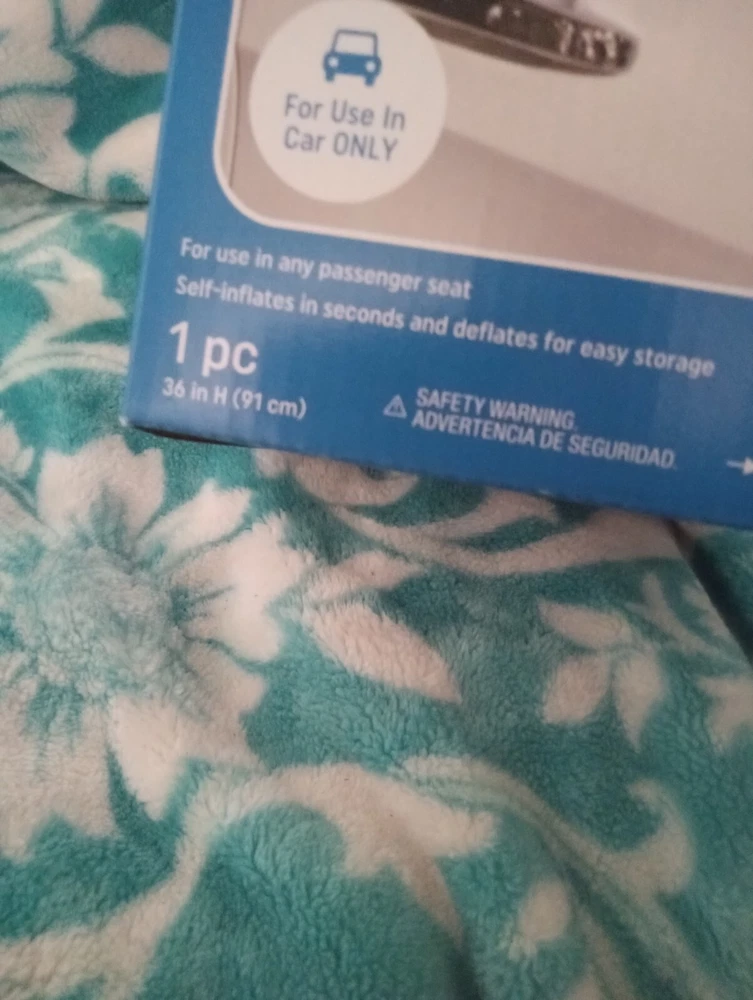 For Use In
Car ONLY
For use in any passenger seat
Self-inflates in seconds and deflates for easy storage
1 pc
36 in H (91 cm)
SAFETY WARNING.
ADVERTENCIA DE SEGURIDAD.